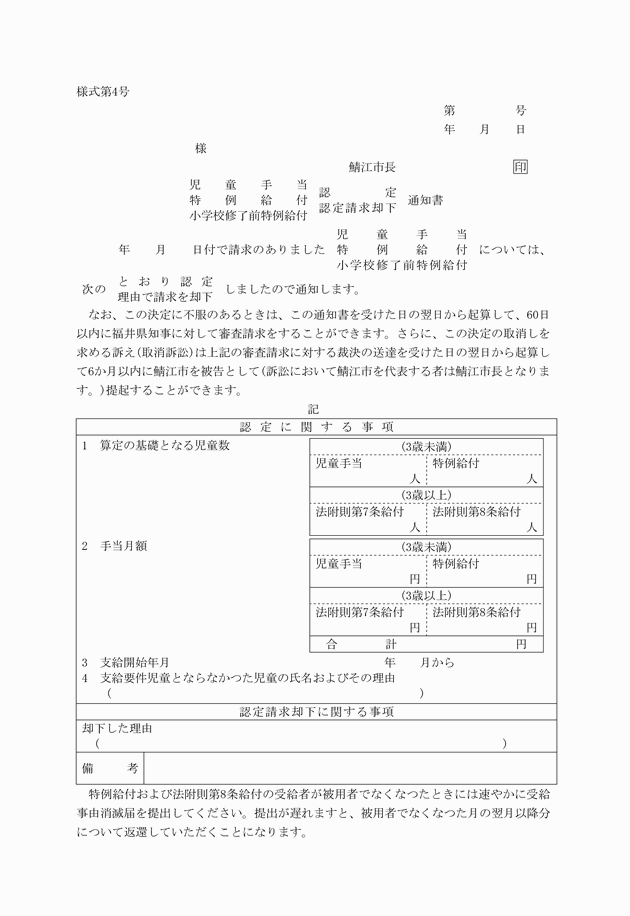 様式第4号
第　　　号
年　月　日
様
鯖江市長　印
児童手当
特例給付
小学校修了前特例給付
認定
認定請求却下
通知書
年　月　日付で請求のありました
児童手当
特例給付
小学校修了前特例給付
については、
次の
とおり認定
理由で請求を却下
しましたので通知します。
なお、この決定に不服のあるときは、この通知書を受けた日の翌日から起算して、60日
以内に福井県知事に対して審査請求をすることができます。さらに、この決定の取消しを
求める訴え(取消訴訟)は上記の審査請求に対する裁決の送達を受けた日の翌日から起算し
て6か月以内に鯖江市を被告として(訴訟において鯖江市を代表する者は鯖江市長となりま
す。)提起することができます。
記
認定に関する事項
1　算定の基礎となる児童数
(3歳未満)
児童手当　特例給付
人　人
(3歳以上)
法附則第7条給付　法附則第8条給付
人　人
2　手当月額
(3歳未満)
児童手当　特例給付
円　円
(3歳以上)
法附則第7条給付　法附則第8条給付
円　円
合計　円
3　支給開始年月　年　月から
4　支給要件児童とならなかつた児童の氏名およびその理由
(　)
認定請求却下に関する事項
却下した理由
(　)
備考
特例給付および法附則第8条給付の受給者が被用者でなくなつたときには速やかに受給
事由消滅届を提出してください。提出が遅れますと、被用者でなくなつた月の翌月以降分
について返還していただくことになります。